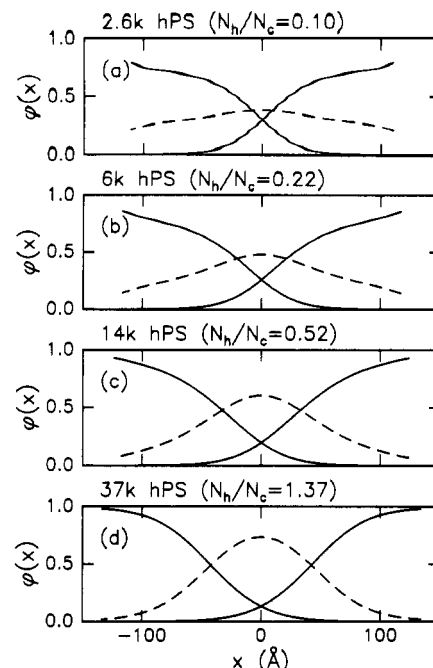 2.6k hPS (N_h/N_c=0.10)
1.0
(a)
φ(x)
0.5
0.0
6k hPS (N_h/N_c=0.22)
1.0
(b)
φ(x)
0.5
0.0
14k hPS (N_h/N_c=0.52)
1.0
(c)
φ(x)
0.5
0.0
37k hPS (N_h/N_c=1.37)
1.0
(d)
φ(x)
0.5
0.0
−100 0 100
x (Å)